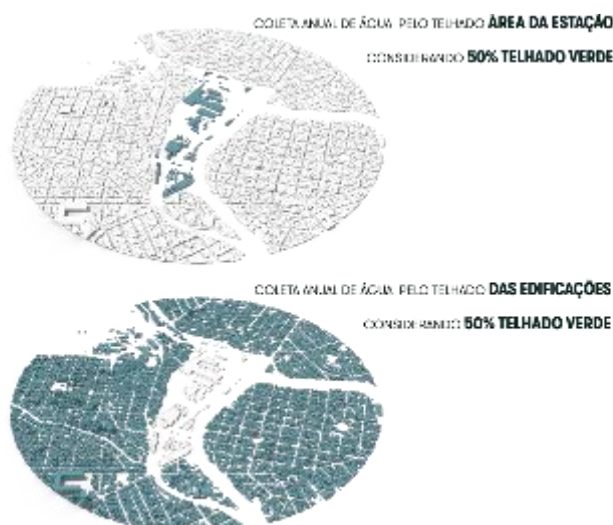 COLETA ANUAL DE ÁGUA PELO TELHADO ÁREA DA ESTAÇÃO
CONSIDERANDO 50% TELHADO VERDE
COLETA ANUAL DE ÁGUA PELO TELHADO DAS EDIFICAÇÕES
CONSIDERANDO 50% TELHADO VERDE